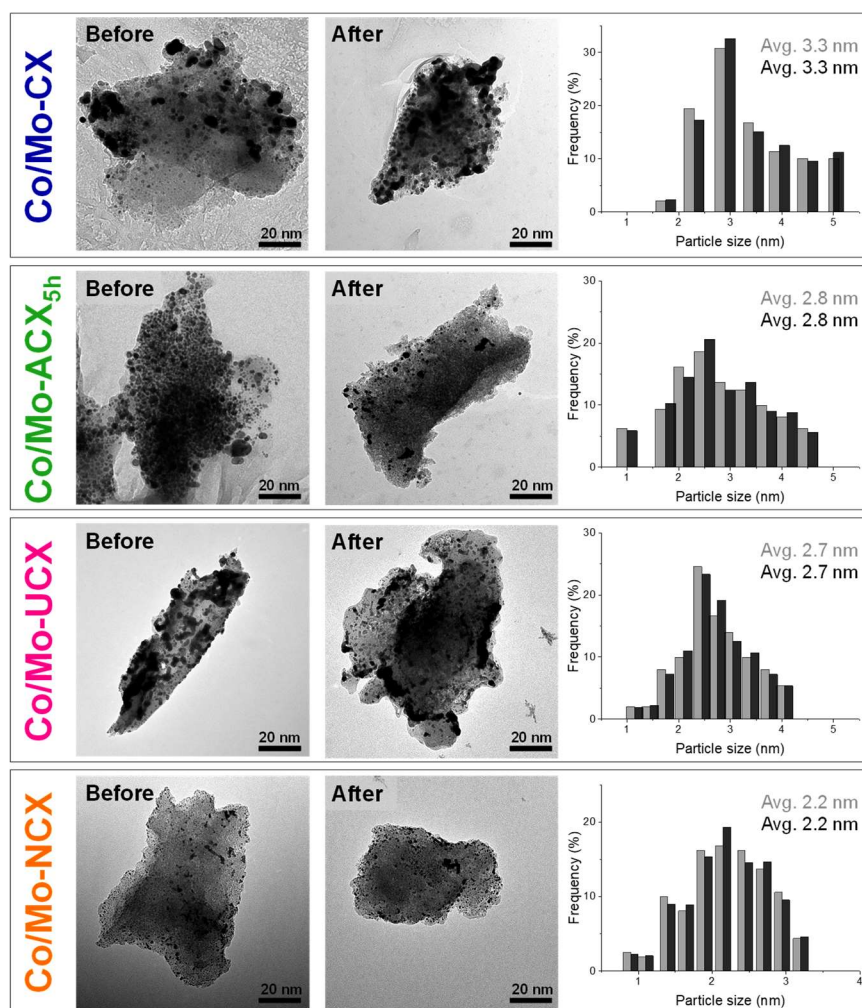 Co/Mo-CX
Before
20 nm
After
20 nm
Avg. 3.3 nm
Avg. 3.3 nm
Frequency (%)
30
20
10
0
1 2 3 4 5
Particle size (nm)
Co/Mo-ACX5h
Before
20 nm
After
20 nm
Avg. 2.8 nm
Avg. 2.8 nm
Frequency (%)
30
20
10
0
1 2 3 4 5
Particle size (nm)
Co/Mo-UCX
Before
20 nm
After
20 nm
Avg. 2.7 nm
Avg. 2.7 nm
Frequency (%)
30
20
10
0
1 2 3 4 5
Particle size (nm)
Co/Mo-NCX
Before
20 nm
After
20 nm
Avg. 2.2 nm
Avg. 2.2 nm
Frequency (%)
30
20
10
0
1 2 3 4
Particle size (nm)